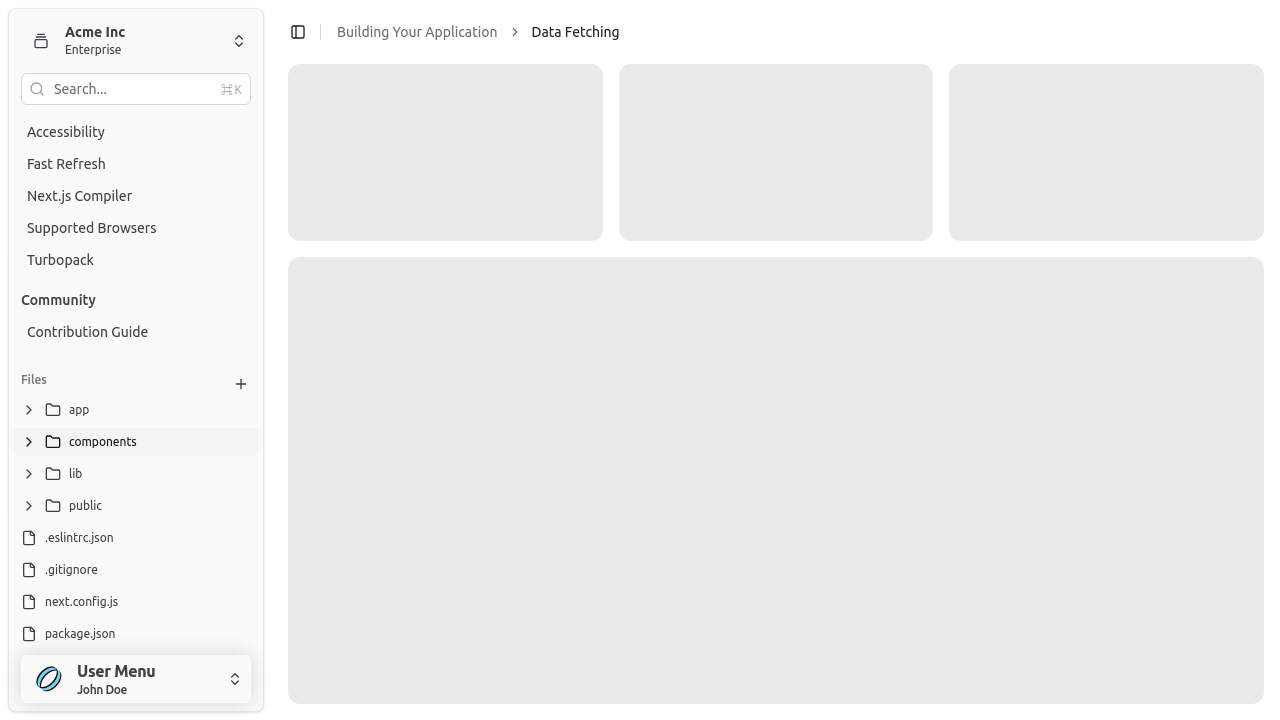 Acme Inc
Enterprise
Search...
⌘K
Accessibility
Fast Refresh
Next.js Compiler
Supported Browsers
Turbopack
Community
Contribution Guide
Files
app
components
lib
public
.eslintrc.json
.gitignore
next.config.js
package.json
User Menu
John Doe
Building Your Application
Data Fetching